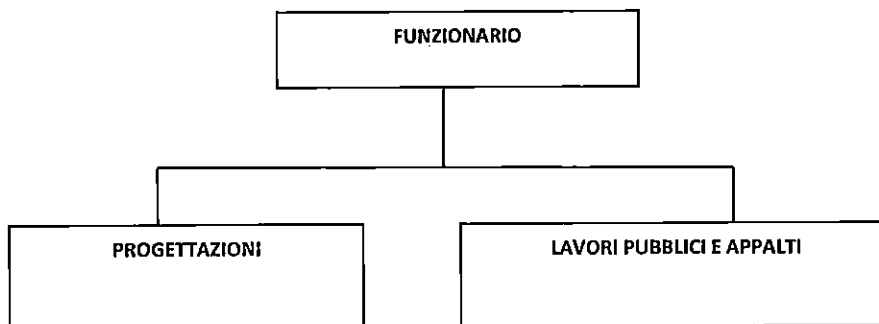 FUNZIONARIO
PROGETTAZIONI
LAVORI PUBBLICI E APPALTI